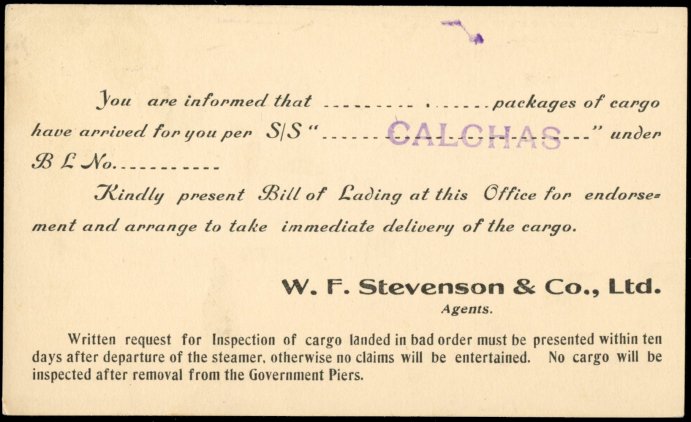 You are informed that ......... . ...... packages of cargo
have arrived for you per S/S "...... CALCHAS ..." under
B L No...........
Kindly present Bill of Lading at this Office for endorse=
ment and arrange to take immediate delivery of the cargo.
W. F. Stevenson & Co., Ltd.
Agents.
Written request for Inspection of cargo landed in bad order must be presented within ten
days after departure of the steamer, otherwise no claims will be entertained. No cargo will be
inspected after removal from the Government Piers.